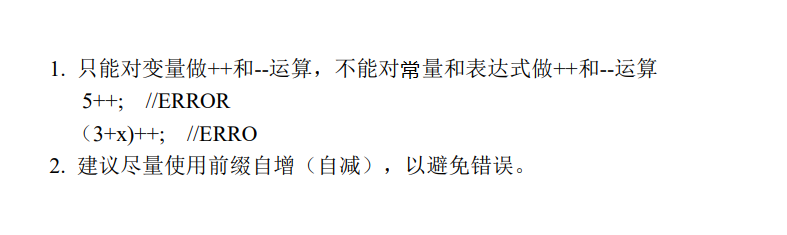 1. 只能对变量做++和--运算，不能对常量和表达式做++和--运算
5++;   //ERROR
（3+x)++;   //ERRO
2. 建议尽量使用前缀自增（自减），以避免错误。